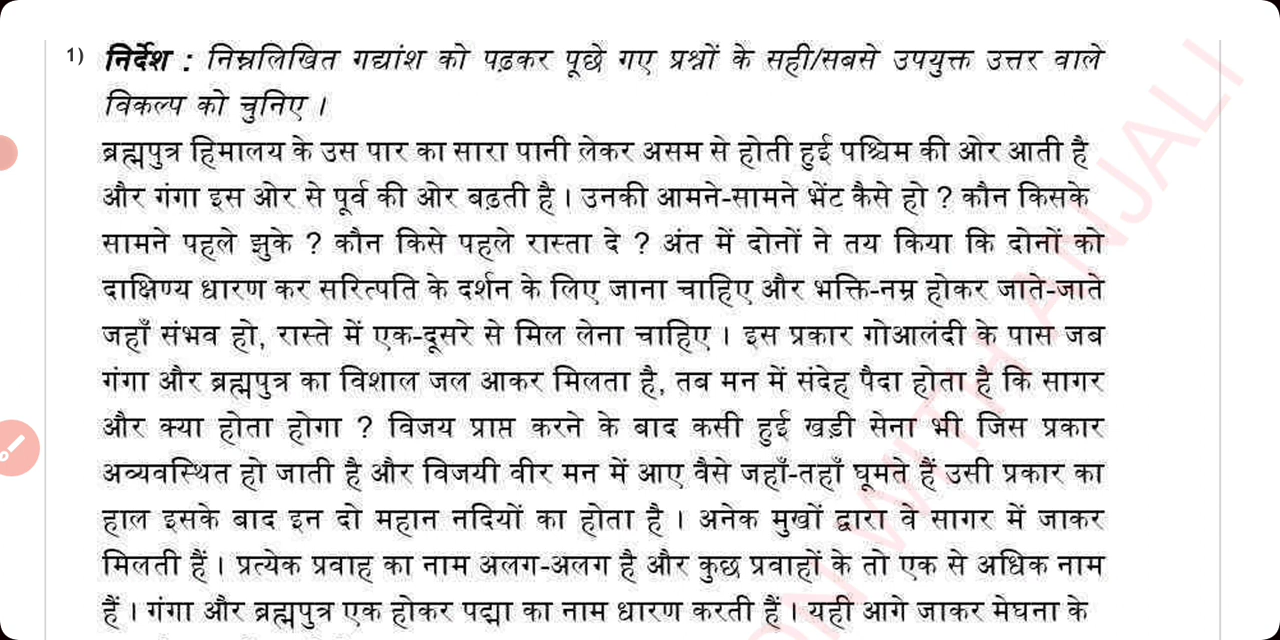 1) निर्देश : निम्नलिखित गद्यांश को पढ़कर पूछे गए प्रश्नों के सही/सबसे उपयुक्त उत्तर वाले
विकल्प को चुनिए ।
ब्रह्मपुत्र हिमालय के उस पार का सारा पानी लेकर असम से होती हुई पश्चिम की ओर आती है
और गंगा इस ओर से पूर्व की ओर बढ़ती है । उनकी आमने-सामने भेंट कैसे हो ? कौन किसके
सामने पहले झुके ? कौन किसे पहले रास्ता दे ? अंत में दोनों ने तय किया कि दोनों को
दाक्षिण्य धारण कर सरित्पति के दर्शन के लिए जाना चाहिए और भक्ति-नम्र होकर जाते-जाते
जहाँ संभव हो, रास्ते में एक-दूसरे से मिल लेना चाहिए । इस प्रकार गोआलंदी के पास जब
गंगा और ब्रह्मपुत्र का विशाल जल आकर मिलता है, तब मन में संदेह पैदा होता है कि सागर
और क्या होता होगा ? विजय प्राप्त करने के बाद कसी हुई खड़ी सेना भी जिस प्रकार
अव्यवस्थित हो जाती है और विजयी वीर मन में आए वैसे जहाँ-तहाँ घूमते हैं उसी प्रकार का
हाल इसके बाद इन दो महान नदियों का होता है । अनेक मुखों द्वारा वे सागर में जाकर
मिलती हैं । प्रत्येक प्रवाह का नाम अलग-अलग है और कुछ प्रवाहों के तो एक से अधिक नाम
हैं । गंगा और ब्रह्मपुत्र एक होकर पद्मा का नाम धारण करती हैं । यही आगे जाकर मेघना के
ON WITH ANJALI